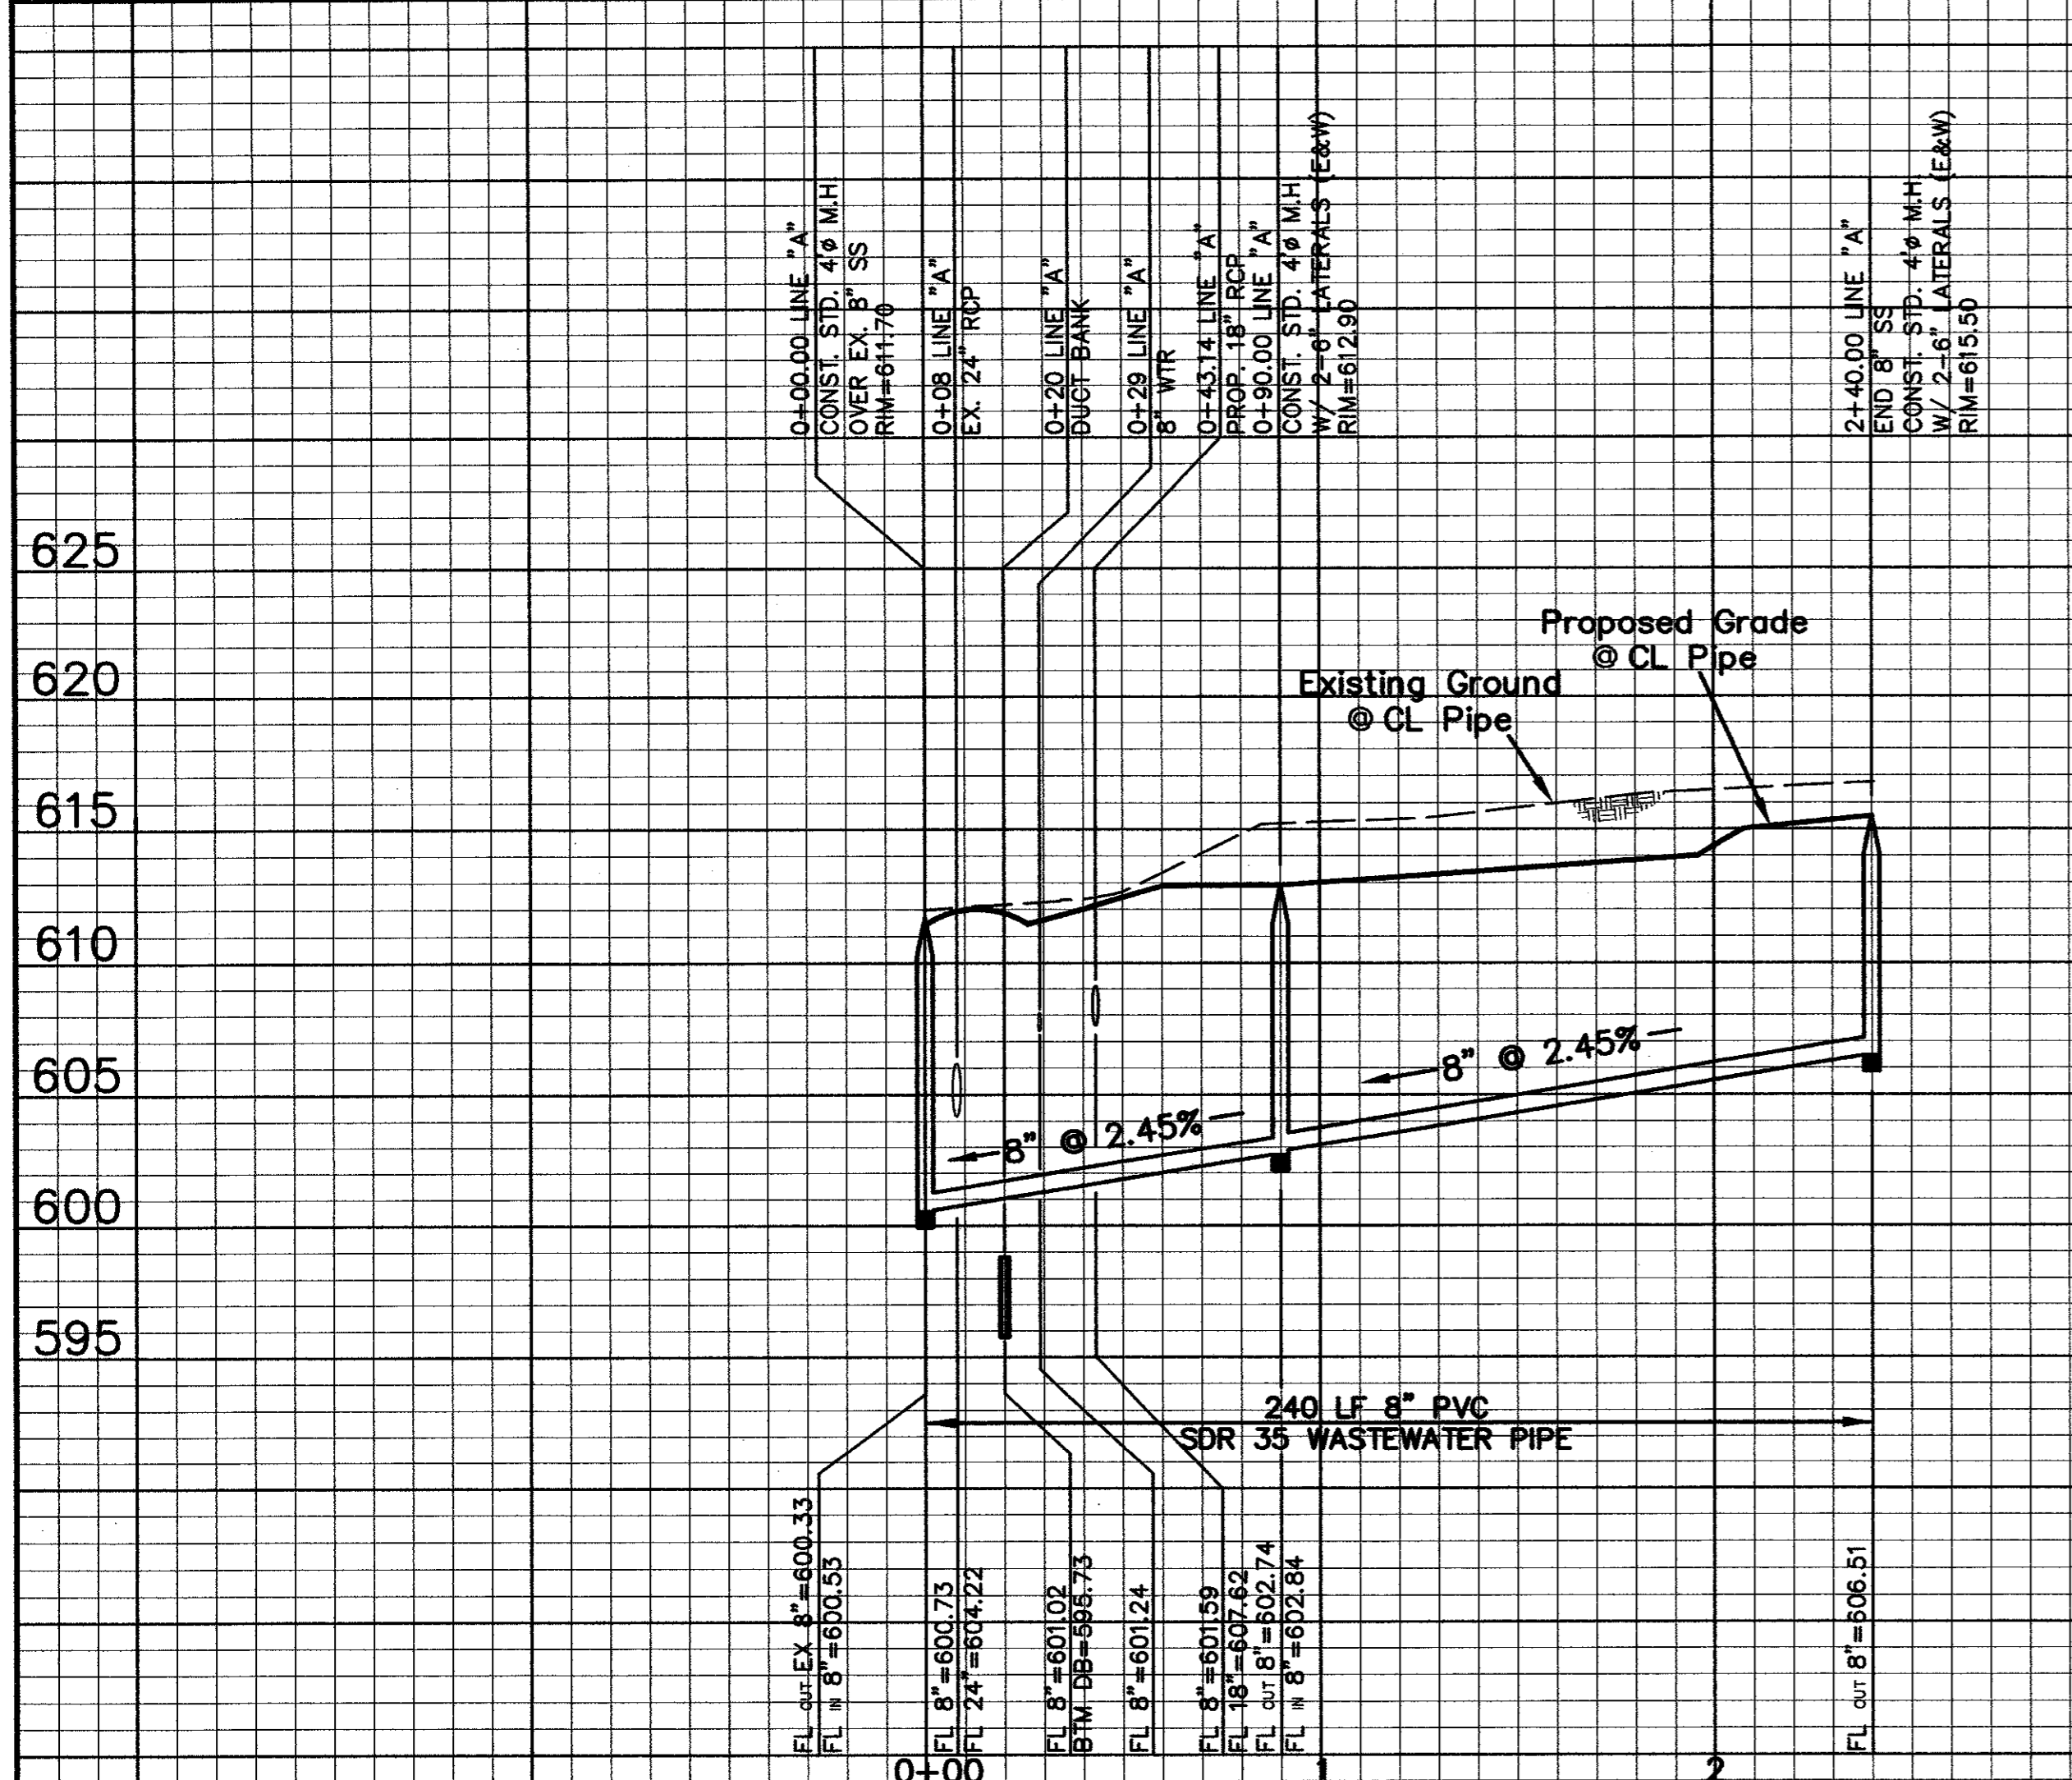 0+00.00 LINE "A"
CONST. STD. 4'ø M.H.
OVER EX. 8" SS
RIM=611.70
0+08 LINE "A"
EX. 24" RCP
0+20 LINE "A"
DUCT BANK
0+29 LINE "A"
8" WTR
0+43.14 LINE "A"
PROP. 18" RCP
0+90.00 LINE "A"
CONST. STD. 4'ø M.H.
W/ 2-6" LATERALS (E&W)
RIM=612.90
2+40.00 LINE "A"
END 8" SS
CONST. STD. 4'ø M.H.
W/ 2-6" LATERALS (E&W)
RIM=615.50
625
620
615
610
605
600
595
Proposed Grade
@ CL Pipe
Existing Ground
@ CL Pipe
8" @ 2.45%
8" @ 2.45%
240 LF 8" PVC
SDR 35 WASTEWATER PIPE
FL OUT EX 8"=600.33
FL IN 8"=600.53
FL 8"=600.73
FL 24"=604.22
FL 8"=601.02
BTM DB=595.73
FL 8"=601.24
FL 8"=601.59
FL 18"=607.62
FL OUT 8"=602.74
FL IN 8"=602.84
FL OUT 8"=606.51
0+00
1
2